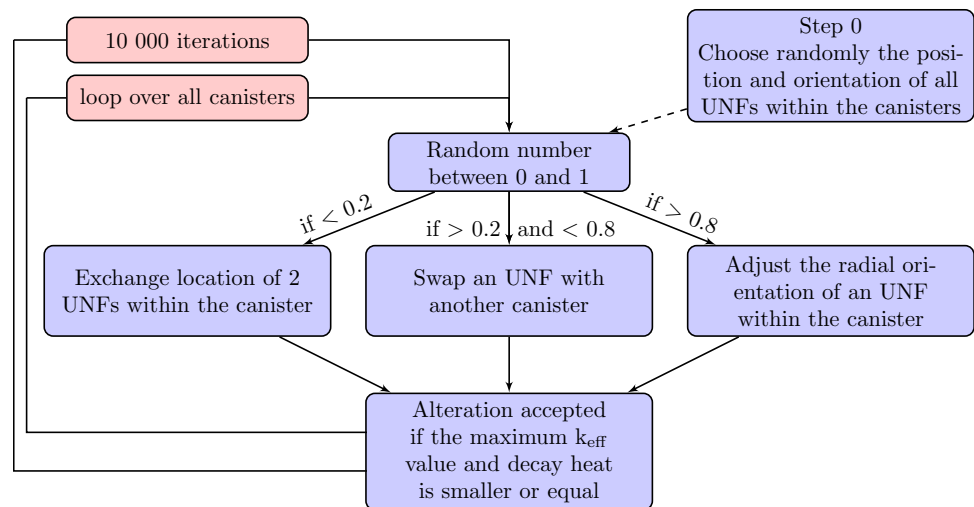 10 000 iterations
loop over all canisters
Step 0
Choose randomly the posi-
tion and orientation of all
UNFs within the canisters
Random number
between 0 and 1
if < 0.2
if > 0.2 and < 0.8
if > 0.8
Exchange location of 2
UNFs within the canister
Swap an UNF with
another canister
Adjust the radial ori-
entation of an UNF
within the canister
Alteration accepted
if the maximum k_eff
value and decay heat
is smaller or equal